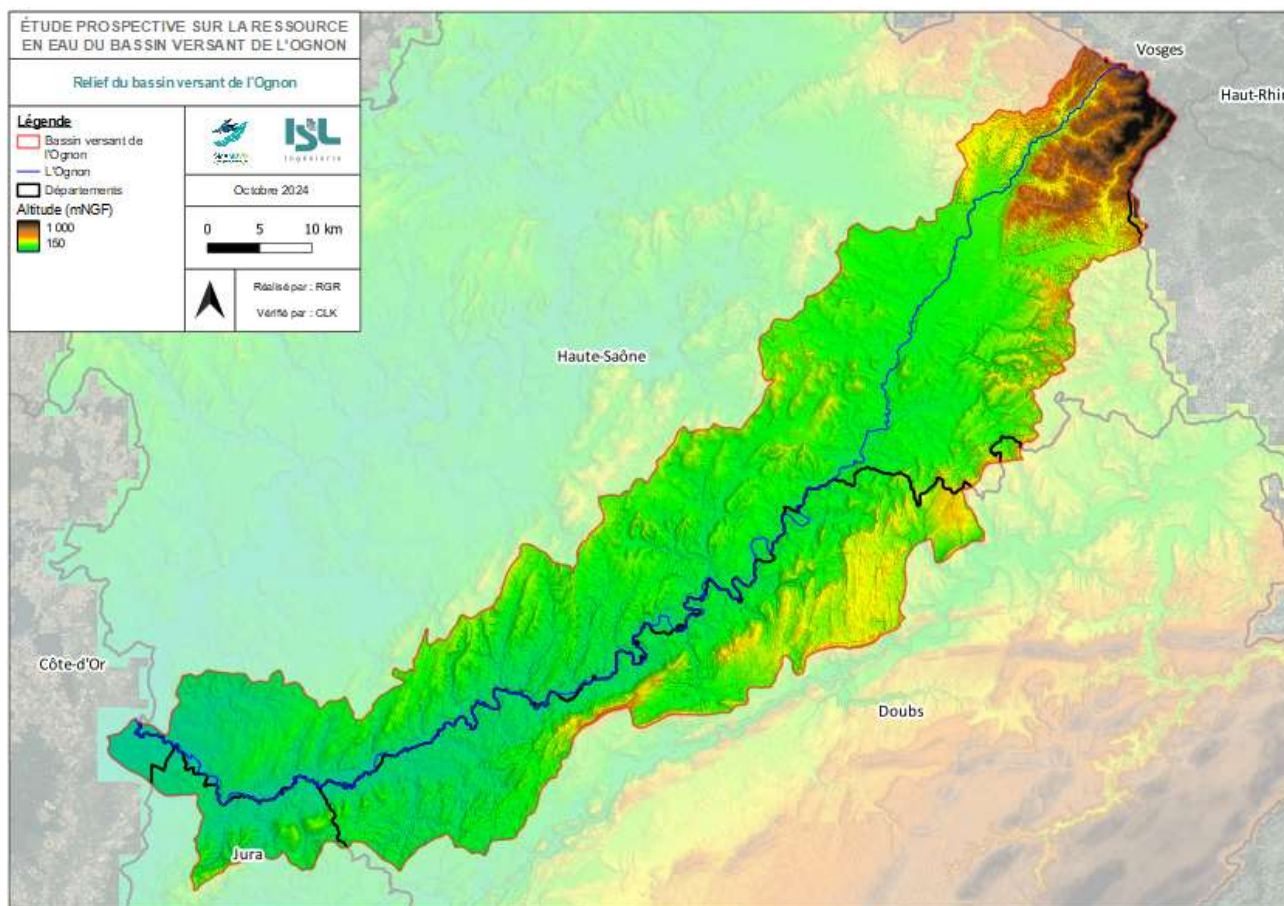 ÉTUDE PROSPECTIVE SUR LA RESSOURCE
EN EAU DU BASSIN VERSANT DE L'OGNON
Relief du bassin versant de l'Ognon
Légende
Bassin versant de
l'Ognon
L'Ognon
Départements
Altitude (mNGF)
1 000
150
ISL
Ingénierie
Octobre 2024
0 5 10 km
Réalisé par : RGR
Vérifié par : CLK
Vosges
Haut-Rhin
Haute-Saône
Côte-d'Or
Doubs
Jura